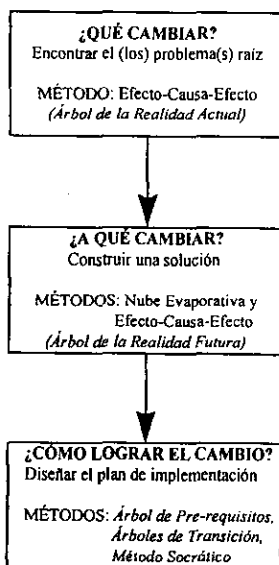 ¿QUÉ CAMBIAR?
Encontrar el (los) problema(s) raíz
MÉTODO: Efecto-Causa-Efecto
(Árbol de la Realidad Actual)
¿A QUÉ CAMBIAR?
Construir una solución
MÉTODOS: Nube Evaporativa y
Efecto-Causa-Efecto
(Árbol de la Realidad Futura)
¿CÓMO LOGRAR EL CAMBIO?
Diseñar el plan de implementación
MÉTODOS: Árbol de Pre-requisitos,
Árboles de Transición,
Método Socrático